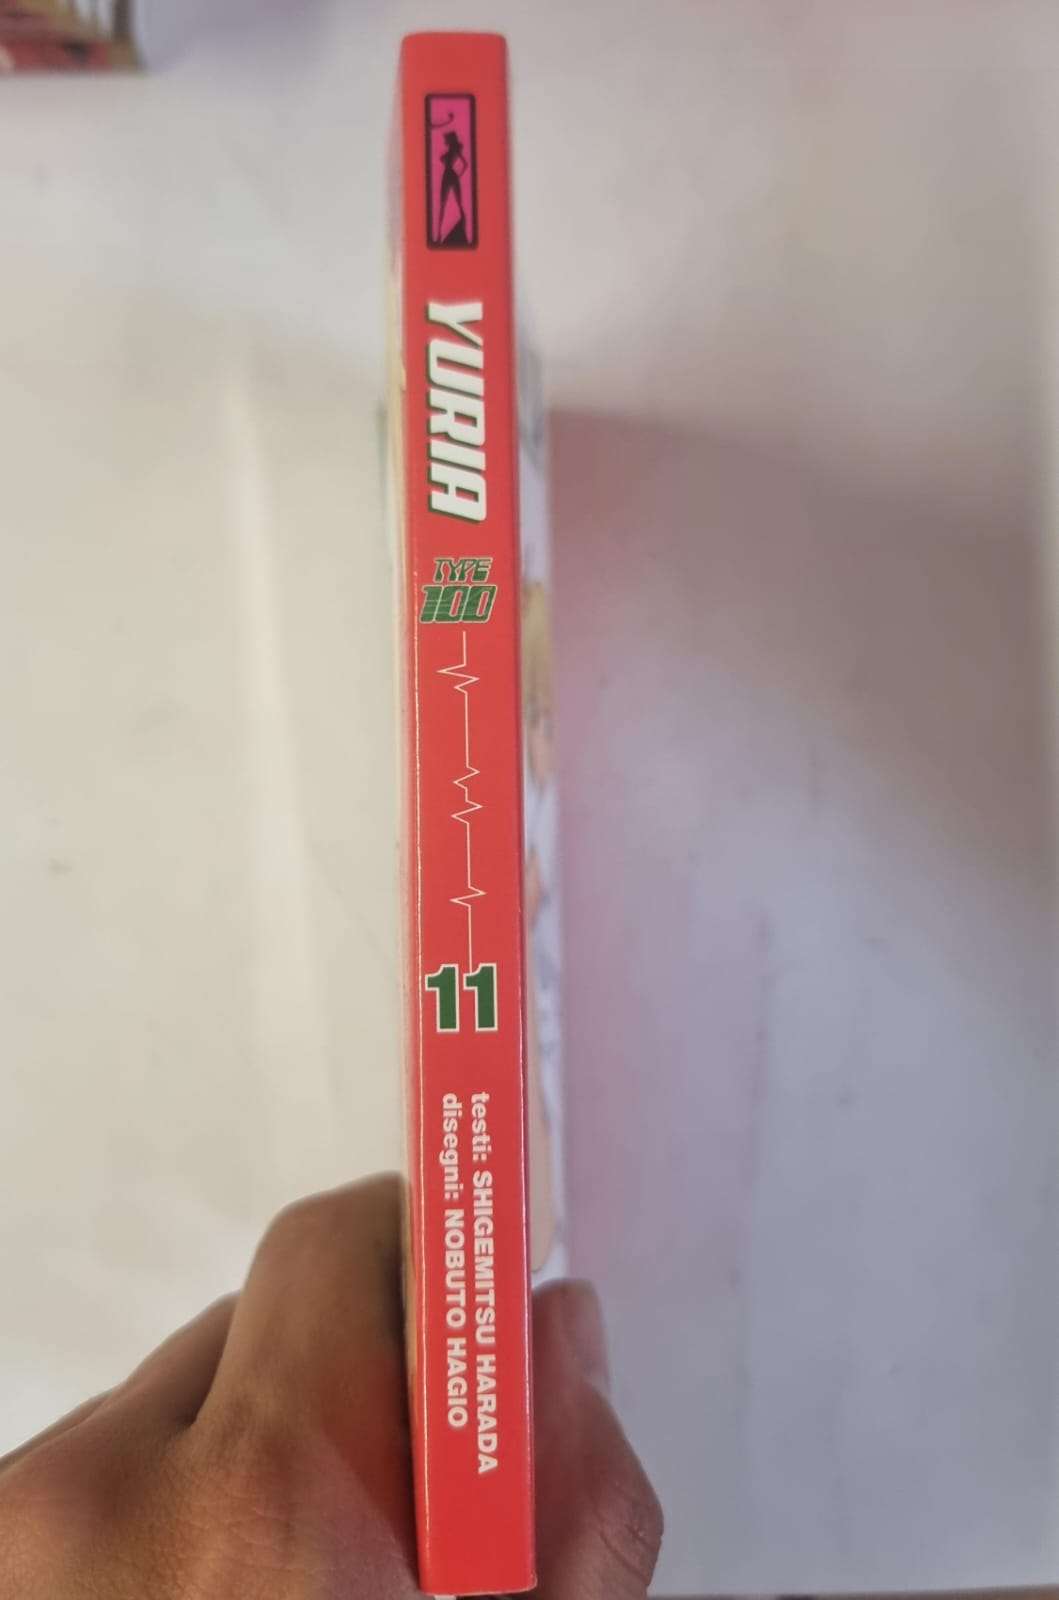 YURIA
TYPE
100
11
testi: SHIGEMITSU HARADA
disegni: NOBUTO HAGIO